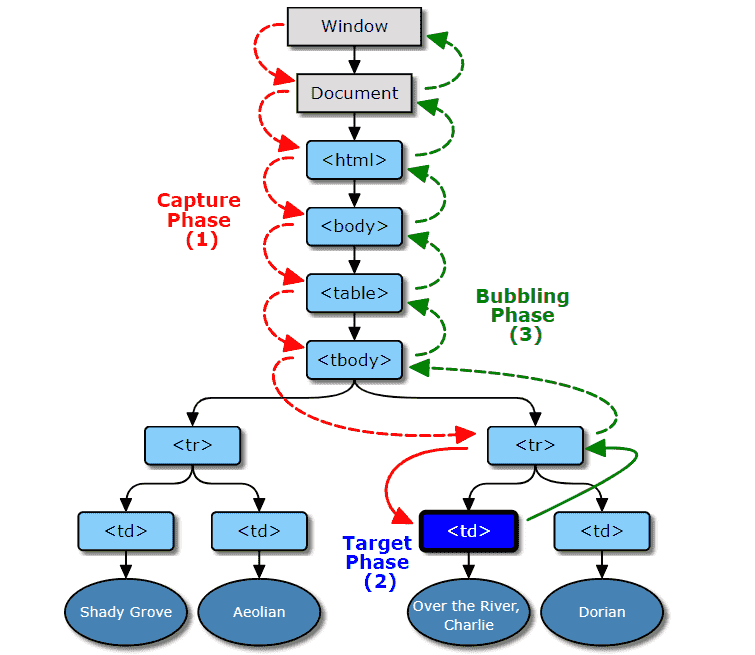 Window
Document
<html>
Capture
Phase
(1)
<body>
<table>
Bubbling
Phase
(3)
<tbody>
<tr>
<tr>
<td>
<td>
<td>
<td>
Target
Phase
(2)
Shady Grove
Aeolian
Over the River,
Charlie
Dorian